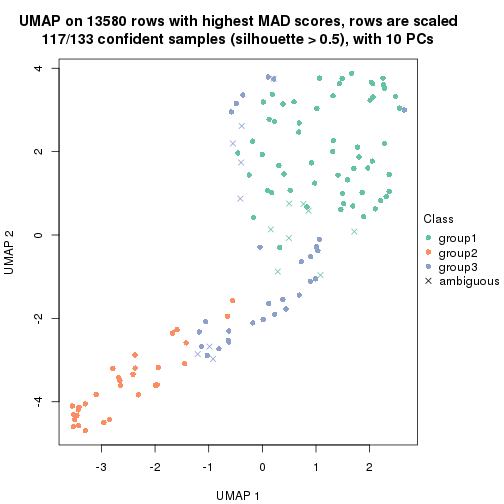 UMAP on 13580 rows with highest MAD scores, rows are scaled
117/133 confident samples (silhouette > 0.5), with 10 PCs
4
2
0
-2
-4
UMAP 2
-3
-2
-1
0
1
2
UMAP 1
Class
group1
group2
group3
ambiguous